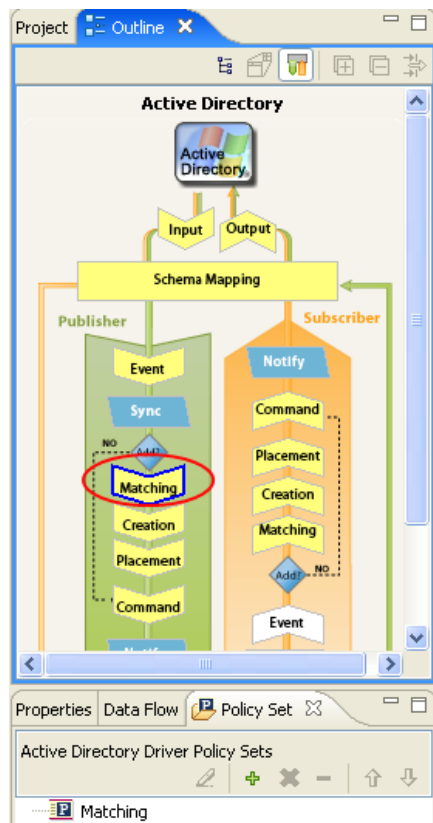 Project Outline
Active Directory
Active
Directory
Input Output
Schema Mapping
Publisher Subscriber
Event
Sync
NO
Add?
Matching
Creation
Placement
Command
Notify
Command
Placement
Creation
Matching
Add? NO
Event
Properties Data Flow Policy Set
Active Directory Driver Policy Sets
P Matching